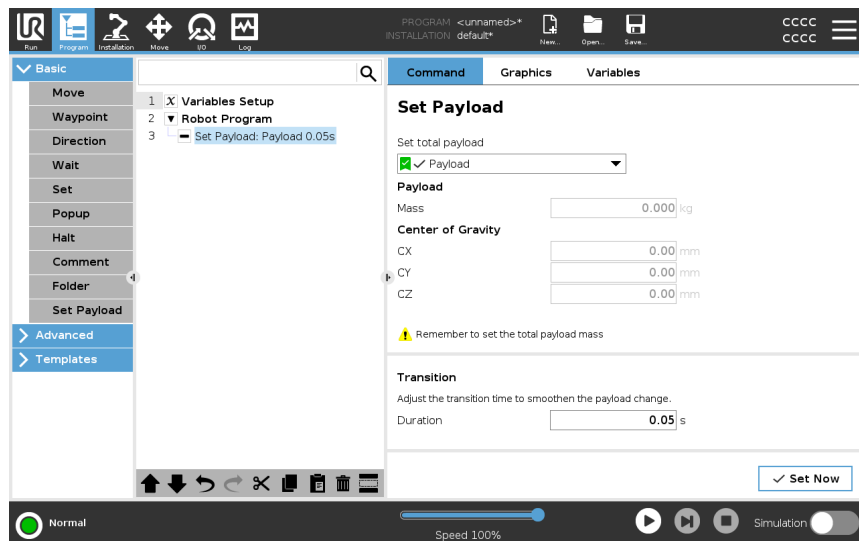 UR
PROGRAM <unnamed>*
INSTALLATION default*
cccc
cccc
Run
Program
Installation
Move
I/O
Log
New...
Open...
Save...
Basic
Move
Waypoint
Direction
Wait
Set
Popup
Halt
Comment
Folder
Set Payload
Advanced
Templates
1 X Variables Setup
2 Robot Program
3 Set Payload: Payload 0.05s
Command Graphics Variables
Set Payload
Set total payload
Payload
Payload
Mass 0.000 kg
Center of Gravity
CX 0.00 mm
CY 0.00 mm
CZ 0.00 mm
Remember to set the total payload mass
Transition
Adjust the transition time to smoothen the payload change.
Duration 0.05 s
Set Now
Normal
Speed 100%
Simulation